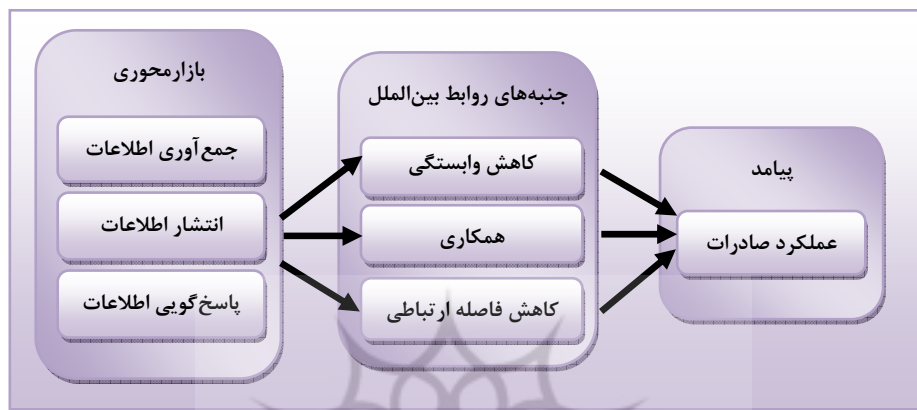 بازارمحوری
جمع‌آوری اطلاعات
انتشار اطلاعات
پاسخ‌گویی اطلاعات
جنبه‌های روابط بین‌الملل
کاهش وابستگی
همکاری
کاهش فاصله ارتباطی
پیامد
عملکرد صادرات